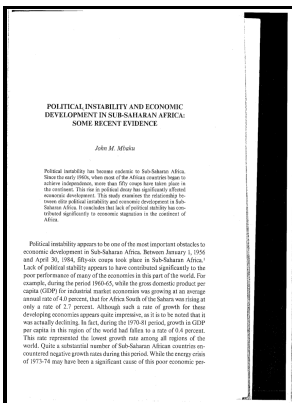 POLITICAL INSTABILITY AND ECONOMIC
DEVELOPMENT IN SUB-SAHARAN AFRICA:
SOME RECENT EVIDENCE
John M. Mbaku
Political instability has become endemic to Sub-Saharan Africa.
Since the early 1960s, when most of the African countries began to
achieve independence, more than fifty coups have taken place in
the continent. This rise in political decay has significantly affected
economic development in Sub-Saharan Africa. This study examines the relationship be-
tween elite political instability and economic development in Sub-
Saharan Africa. It concludes that lack of political stability has con-
tributed significantly to economic stagnation in the continent of
Africa.
Political instability appears to be one of the most important obstacles to
economic development in Sub-Saharan Africa. Between January 1, 1956
and April 30, 1984, fifty-six coups took place in Sub-Saharan Africa.¹
Lack of political stability appears to have contributed significantly to the
poor performance of many of the economies in this part of the world. For
example, during the period 1960-65, while the gross domestic product per
capita (GDP) for industrial market economies was growing at an average
annual rate of 4.0 percent, that for Africa South of the Sahara was rising at
only a rate of 2.7 percent. Although such a rate of growth for these
developing economies appears quite impressive, as it is to be noted that it
was actually declining. In fact, during the 1970-81 period, growth in GDP
per capita in this region of the world had fallen to a rate of 0.4 percent.
This rate represented the lowest growth rate among all regions of the
world. Quite a substantial number of Sub-Saharan African countries en-
countered negative growth rates during this period. While the energy crisis
of 1973-74 may have been a significant cause of this poor economic per-